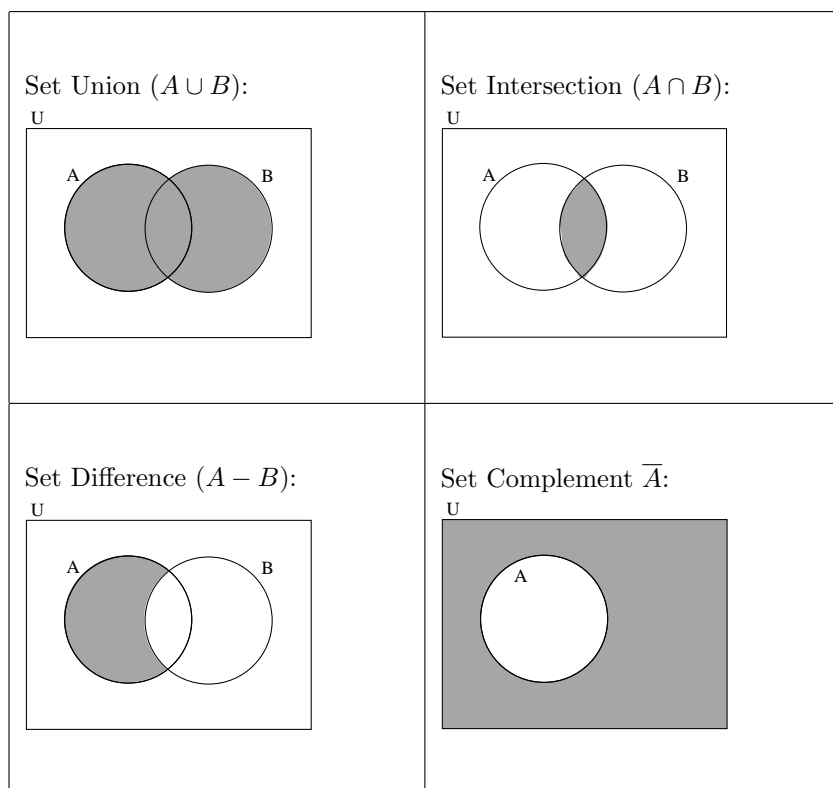 Set Union (A ∪ B):
U
A
B
Set Intersection (A ∩ B):
U
A
B
Set Difference (A − B):
U
A
B
Set Complement A̅:
U
A